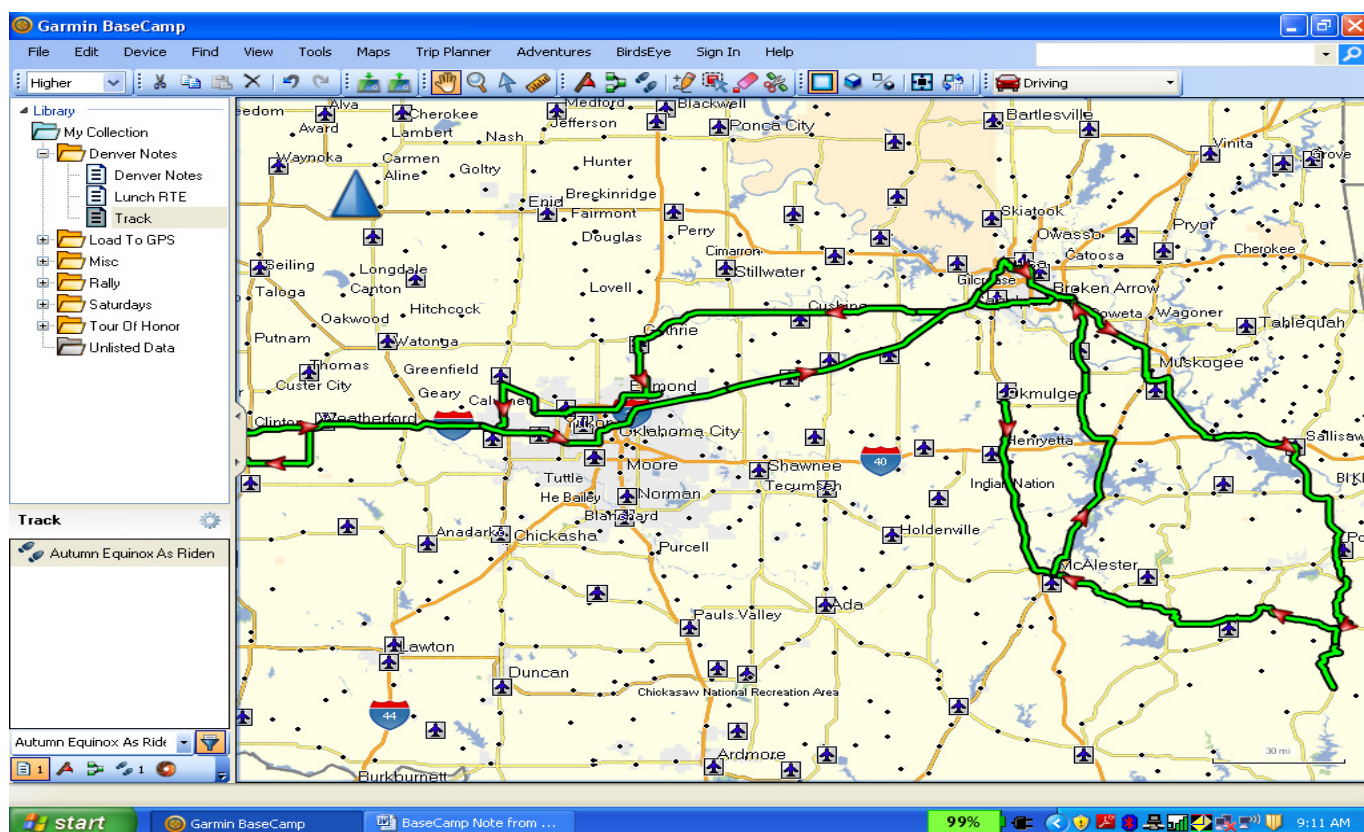 Garmin BaseCamp
File Edit Device Find View Tools Maps Trip Planner Adventures BirdsEye Sign In Help
Higher
Driving
Library
My Collection
Denver Notes
Denver Notes
Lunch RTE
Track
Load To GPS
Misc
Rally
Saturdays
Tour Of Honor
Unlisted Data
Track
Autumn Equinox As Riden
Autumn Equinox As Ride
1
1
eedom Alva Cherokee Medford Blackwell Bartlesville
Avard Lambert Nash Jefferson Ponca City
Waynoka Carmen Hunter Vinita Grove
Aline Goltry
Breckinridge
Enid Fairmont Skiatook Pryor
Douglas Perry Owasso
Cimarron Catoosa Cherokee
Seiling Longdale Stillwater
Taloga Canton Lovell Broken Arrow
Hitchcock Cushing Wagoner
Oakwood Guthrie Tahlequah
Putnam Watonga
Thomas Greenfield Muskogee
Custer City Geary Edmond Okmulge
Clinton Weatherford Yukon
Oklahoma City Henryetta Sallisaw
Moore 40
Tuttle Shawnee
He Bailey Norman Tecumseh Indian Nation
Blanchard
Anadarko Chickasha Holdenville
Purcell
McAlester
Ada
Pauls Valley
Lawton
Duncan
Chickasaw National Recreation Area
44
Ardmore
30 mi
Burkburnett
start
Garmin BaseCamp
BaseCamp Note from ...
99%
9:11 AM